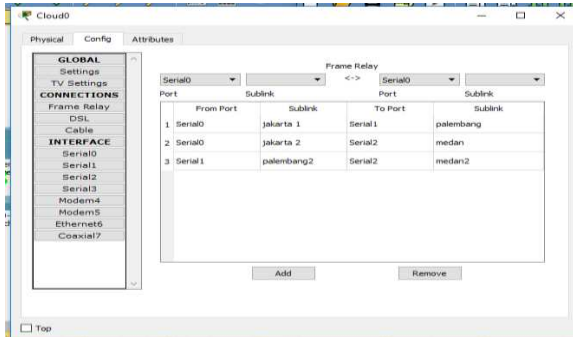 Cloud0
Physical Config Attributes
GLOBAL
Settings
TV Settings
CONNECTIONS
Frame Relay
DSL
Cable
INTERFACE
Serial0
Serial1
Serial2
Serial3
Modem4
Modem5
Ethernet6
Coaxial7
Frame Relay
Serial0 <-> Serial0
Port Sublink Port Sublink
From Port Sublink To Port Sublink
1 Serial0 jakarta 1 Serial1 palembang
2 Serial0 jakarta 2 Serial2 medan
3 Serial1 palembang2 Serial2 medan2
Add Remove
Top